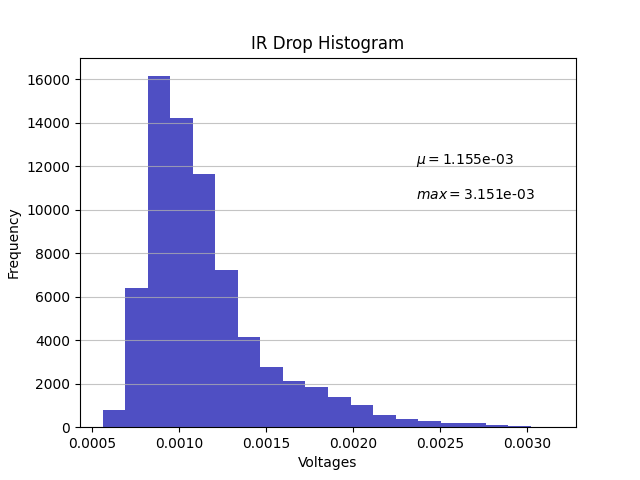 IR Drop Histogram
16000
14000
12000
10000
8000
6000
4000
2000
0
Frequency
μ = 1.155e-03
max = 3.151e-03
0.0005 0.0010 0.0015 0.0020 0.0025 0.0030
Voltages